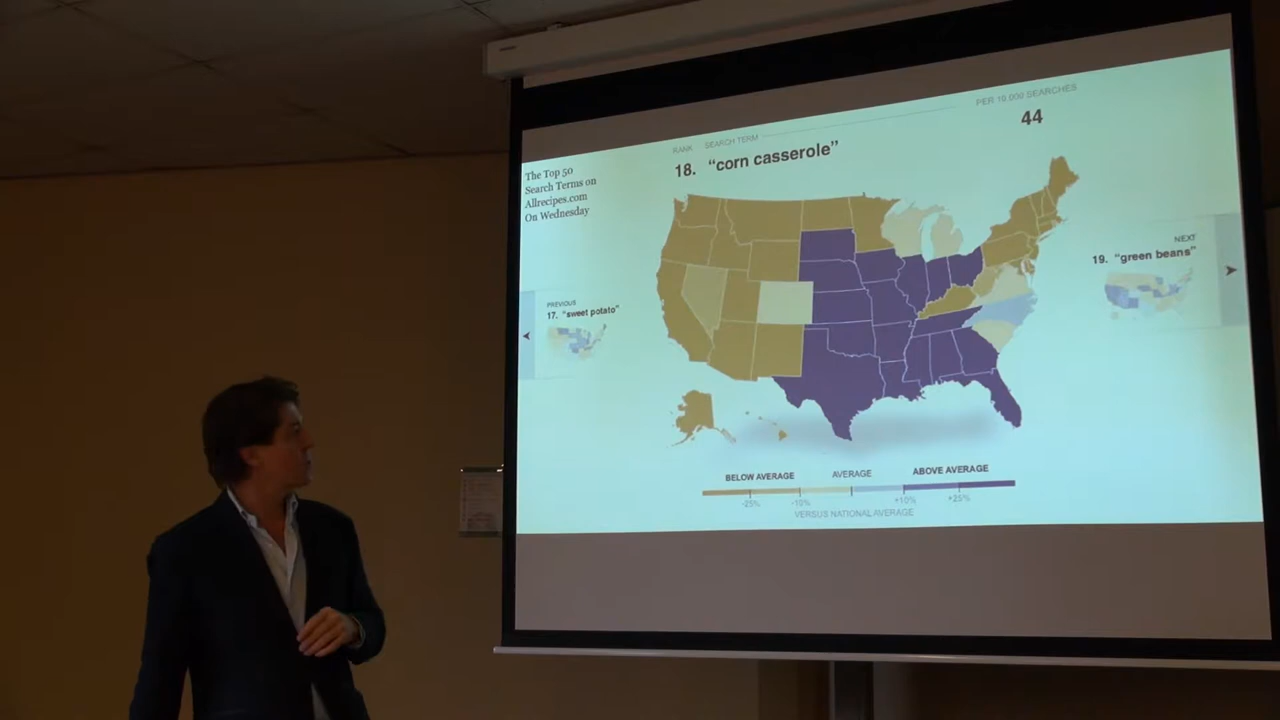 RANK
SEARCH TERM
PER 10,000 SEARCHES
18. “corn casserole”
44
The Top 50
Search Terms on
Allrecipes.com
On Wednesday
PREVIOUS
17. “sweet potato”
NEXT
19. “green beans”
BELOW AVERAGE
AVERAGE
ABOVE AVERAGE
-25%
-10%
+10%
+25%
VERSUS NATIONAL AVERAGE